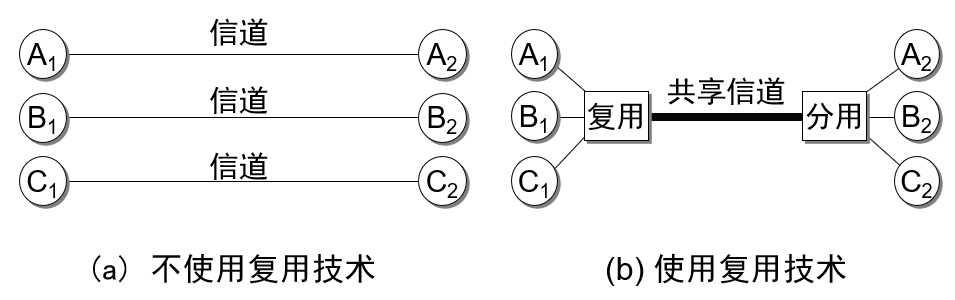 信道
A1 A2
信道
B1 B2
信道
C1 C2
(a) 不使用复用技术
A1 A2
共享信道
B1 复用 分用 B2
C1 C2
(b) 使用复用技术